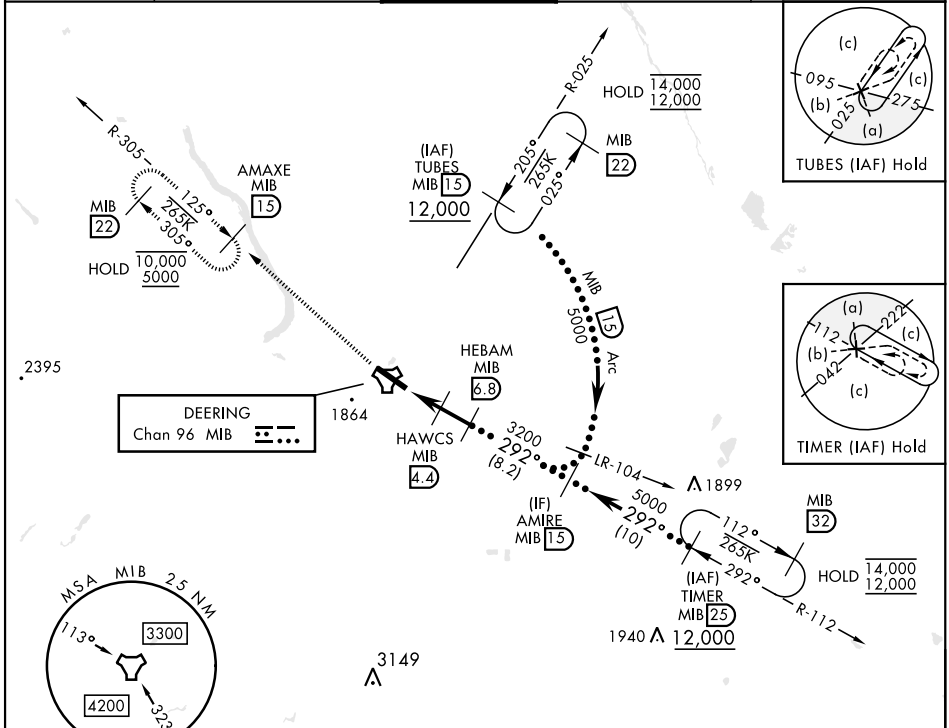 R-025
HOLD 14,000
12,000
205°
265K
025°
(IAF)
TUBES
MIB 15
12,000
MIB
22
(c)
095
(c)
(b)
275
025
(a)
TUBES (IAF) Hold
R-305
AMAXE
MIB
15
125°
265K
305°
MIB
22
HOLD 10,000
5000
MIB 15 Arc
5000
(a)
222
112
(c)
(b)
042
(c)
TIMER (IAF) Hold
2395
HEBAM
MIB
6.8
DEERING
Chan 96 MIB
1864
HAWCS
MIB
4.4
3200
292°
(8.2)
LR-104
1899
(IF)
AMIRE
MIB 15
5000
292°
(10)
112°
265K
292°
MIB
32
HOLD 14,000
12,000
(IAF)
TIMER
MIB 25
12,000
R-112
1940
MSA MIB 25 NM
113°
3300
4200
323
3149